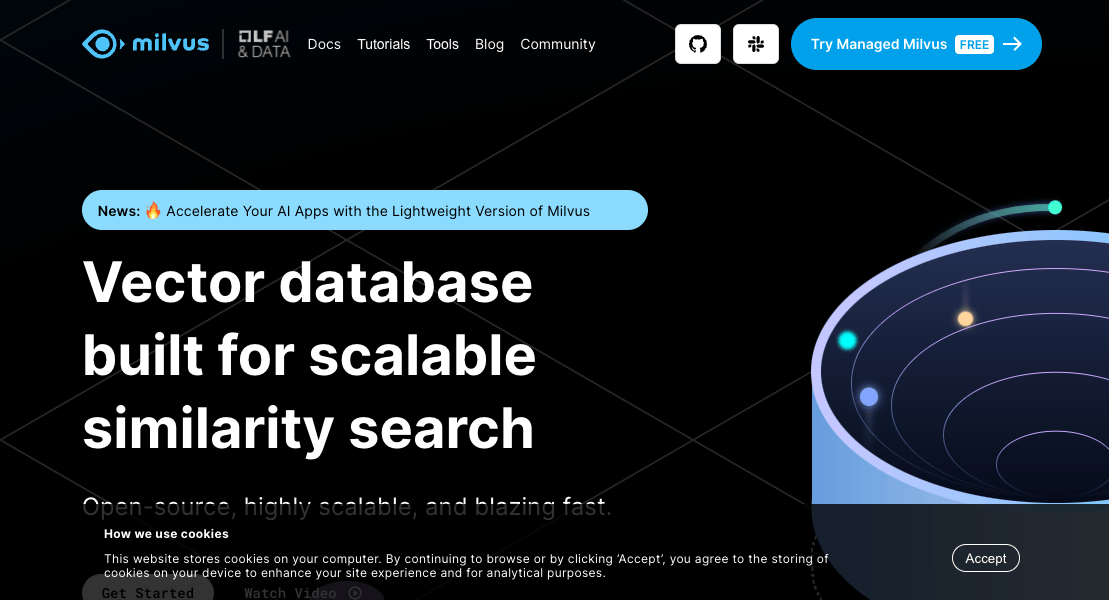 milvus
LF AI
& DATA
Docs
Tutorials
Tools
Blog
Community
Try Managed Milvus FREE
News: 🔥 Accelerate Your AI Apps with the Lightweight Version of Milvus
Vector database
built for scalable
similarity search
Open-source, highly scalable, and blazing fast.
How we use cookies
This website stores cookies on your computer. By continuing to browse or by clicking ‘Accept’, you agree to the storing of
cookies on your device to enhance your site experience and for analytical purposes.
Accept
Get Started
Watch Video